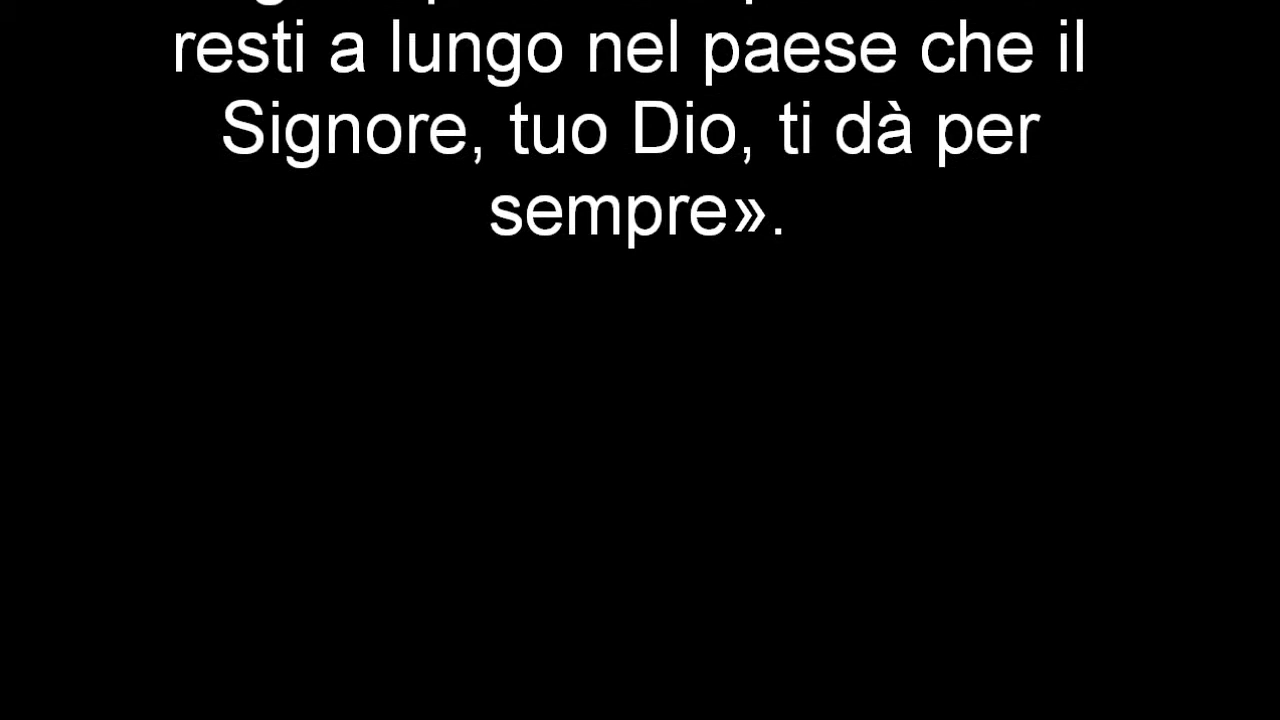 resti a lungo nel paese che il
Signore, tuo Dio, ti dà per
sempre».